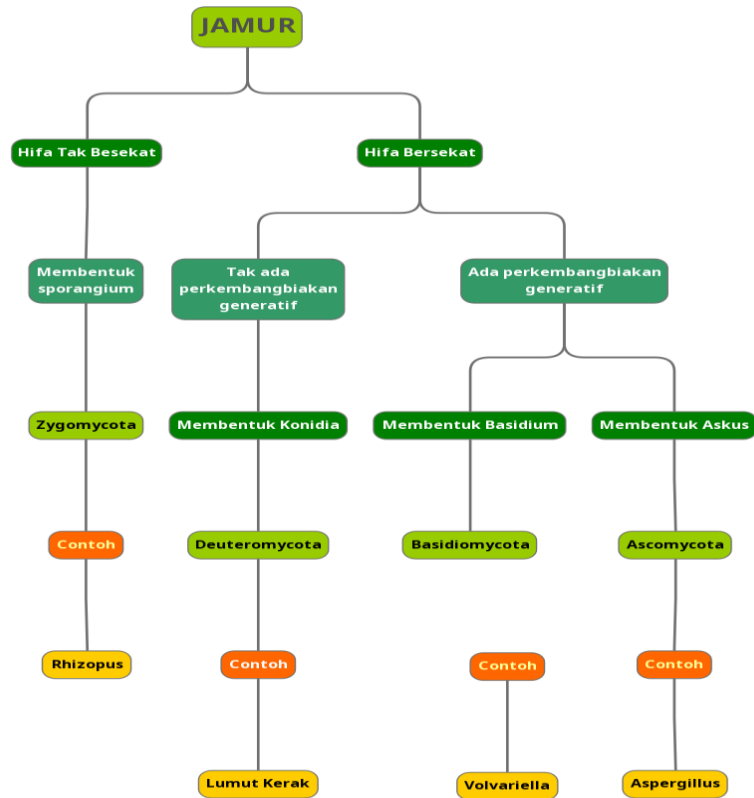 JAMUR
Hifa Tak Besekat
Hifa Bersekat
Membentuk
sporangium
Tak ada
perkembangbiakan
generatif
Ada perkembangbiakan
generatif
Zygomycota
Membentuk Konidia
Membentuk Basidium
Membentuk Askus
Contoh
Deuteromycota
Basidiomycota
Ascomycota
Rhizopus
Contoh
Contoh
Contoh
Lumut Kerak
Volvariella
Aspergillus